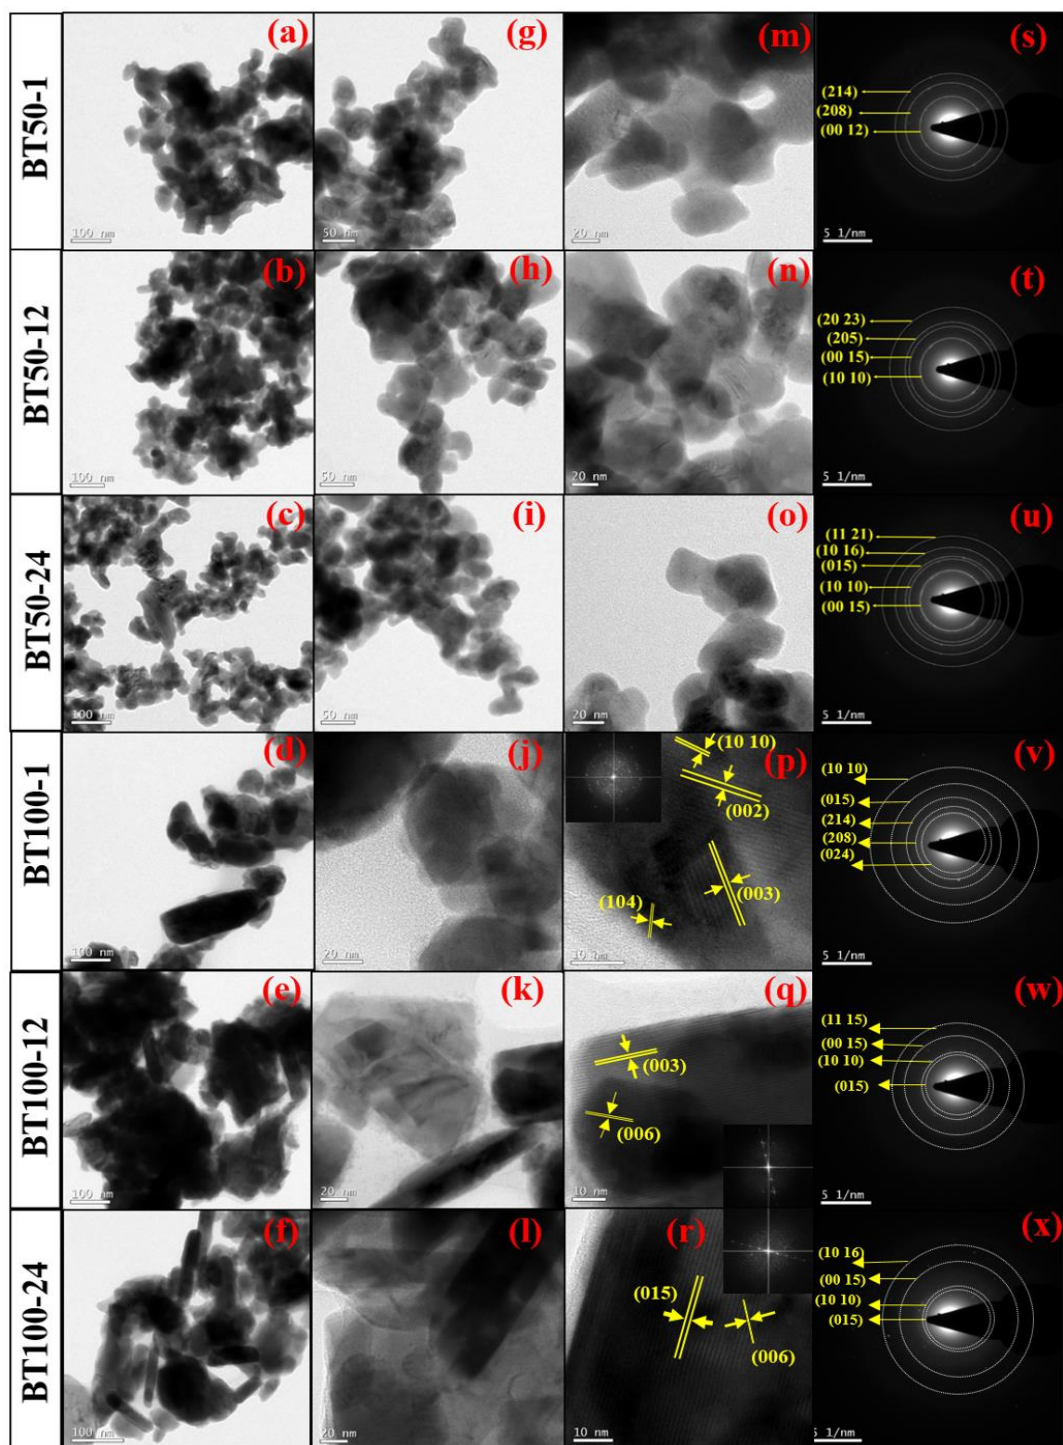 BT50-1
(a)
100 nm
(g)
50 nm
(m)
20 nm
(s)
(214)
(208)
(00 12)
5 1/nm
BT50-12
(b)
100 nm
(h)
50 nm
(n)
20 nm
(t)
(20 23)
(205)
(00 15)
(10 10)
5 1/nm
BT50-24
(c)
100 nm
(i)
50 nm
(o)
20 nm
(u)
(11 21)
(10 16)
(015)
(10 10)
(00 15)
5 1/nm
BT100-1
(d)
100 nm
(j)
20 nm
(p)
(10 10)
(002)
(003)
(104)
10 nm
(v)
(10 10)
(015)
(214)
(208)
(024)
5 1/nm
BT100-12
(e)
100 nm
(k)
20 nm
(q)
(003)
(006)
10 nm
(w)
(11 15)
(00 15)
(10 10)
(015)
5 1/nm
BT100-24
(f)
100 nm
(l)
20 nm
(r)
(015)
(006)
10 nm
(x)
(10 16)
(00 15)
(10 10)
(015)
5 1/nm